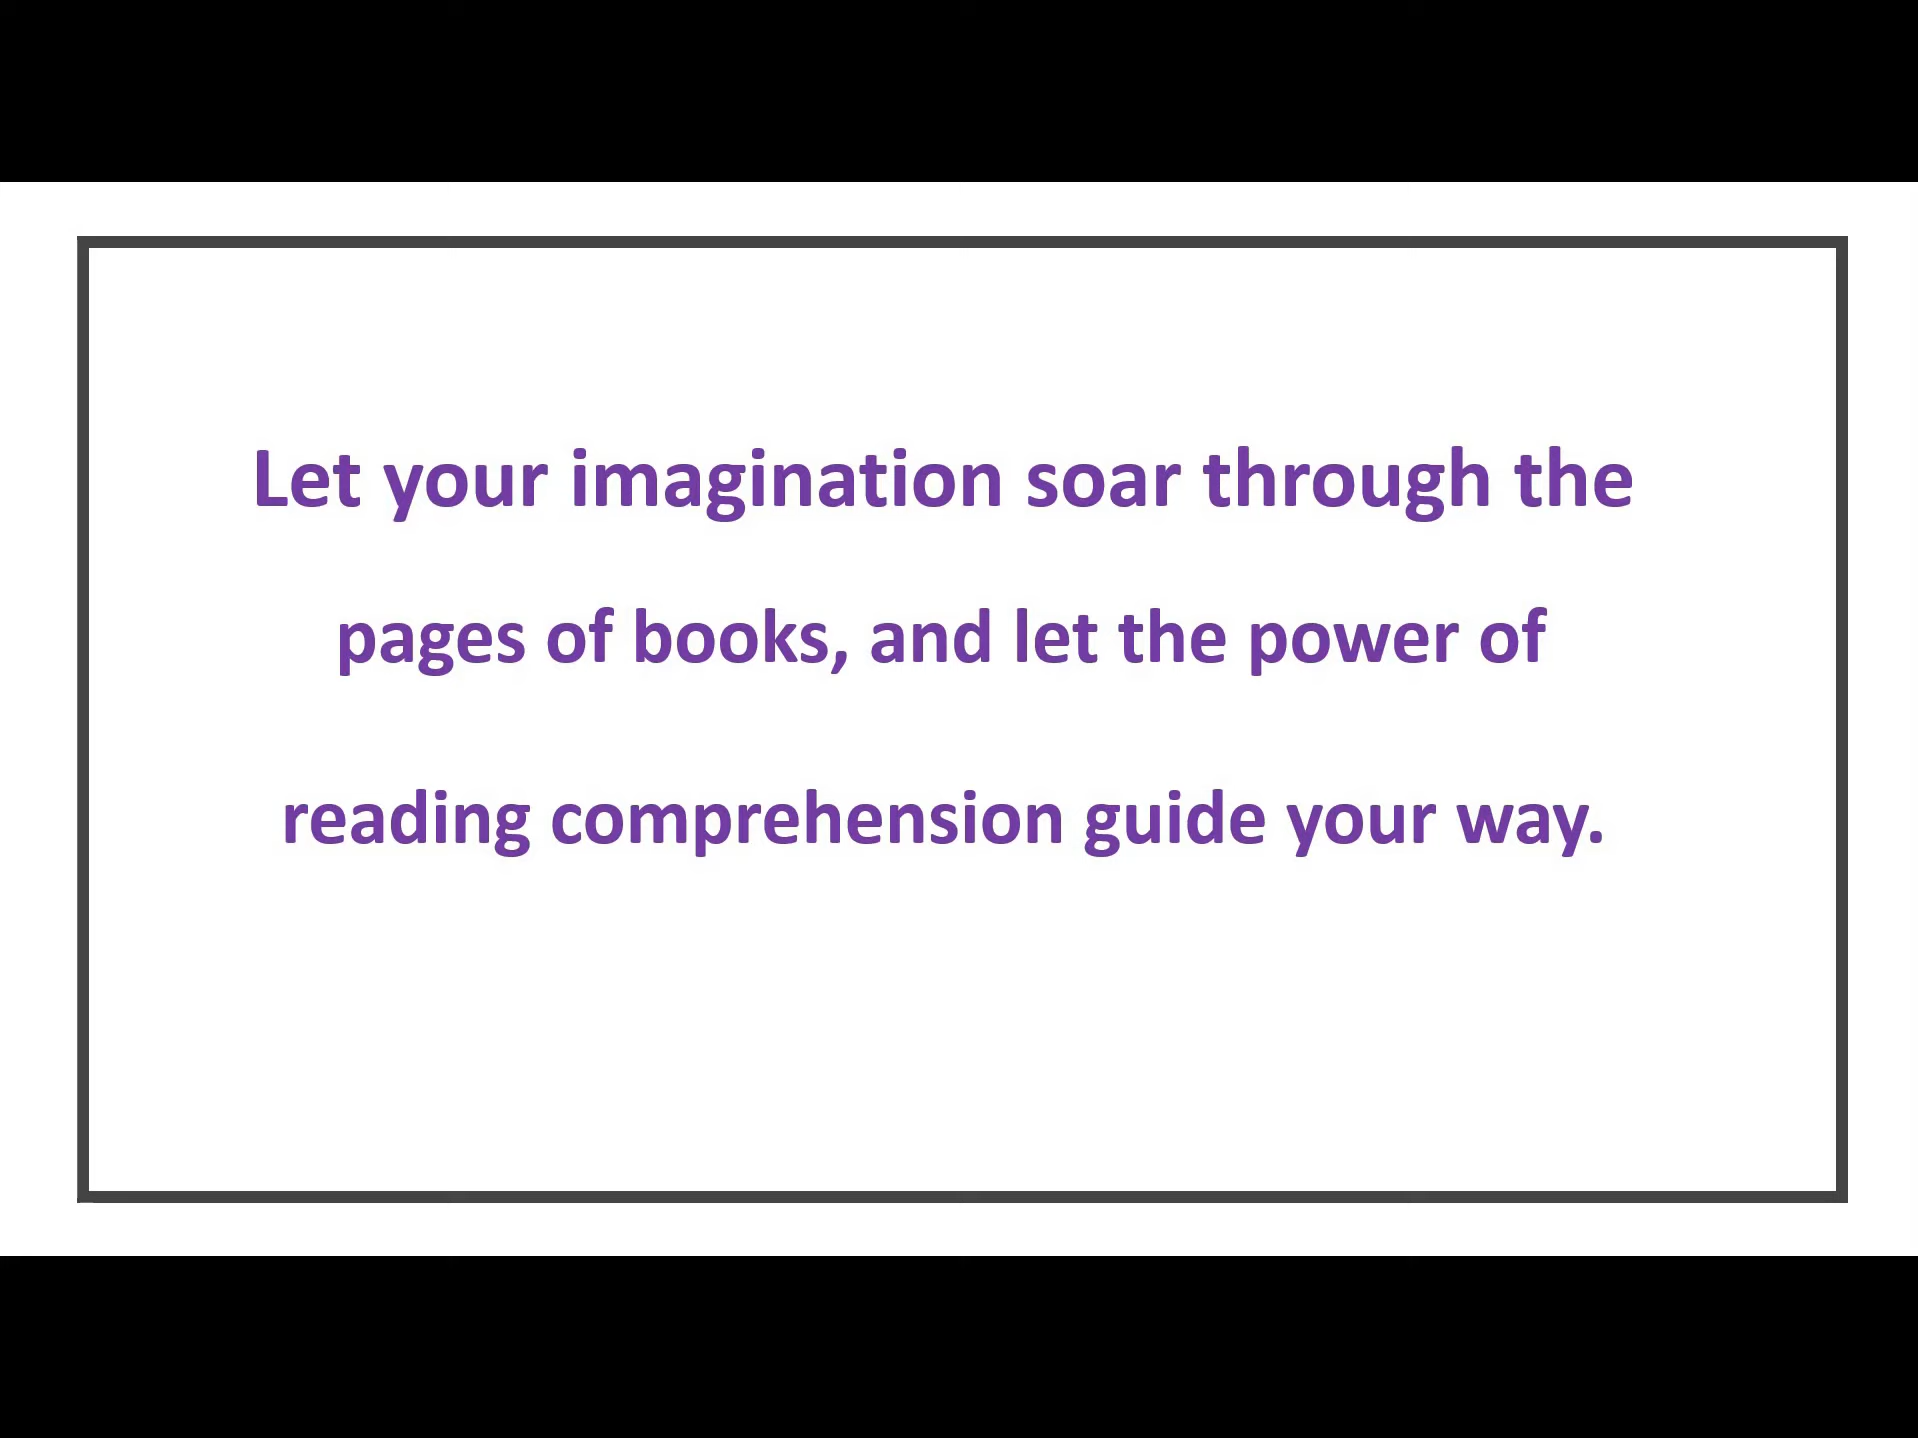 Let your imagination soar through the
pages of books, and let the power of
reading comprehension guide your way.